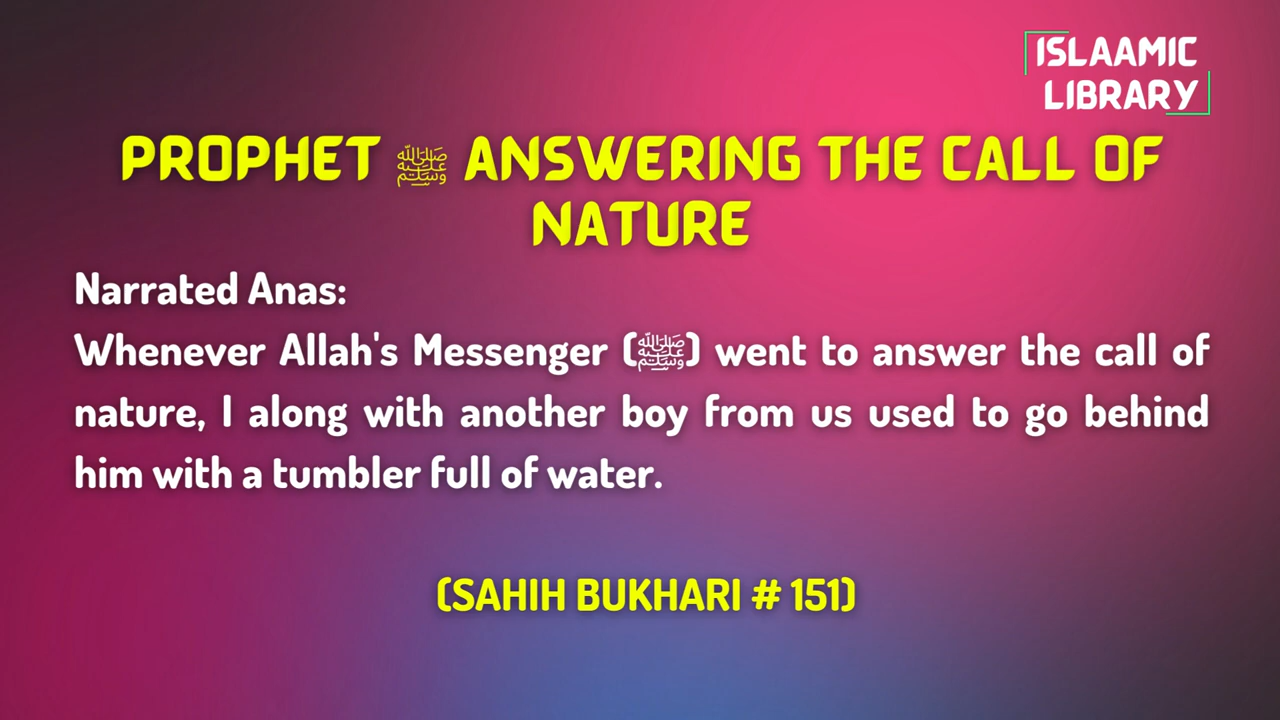 ISLAAMIC
LIBRARY
PROPHET ﷺ ANSWERING THE CALL OF
NATURE
Narrated Anas:
Whenever Allah's Messenger (ﷺ) went to answer the call of
nature, I along with another boy from us used to go behind
him with a tumbler full of water.
(SAHIH BUKHARI # 151)